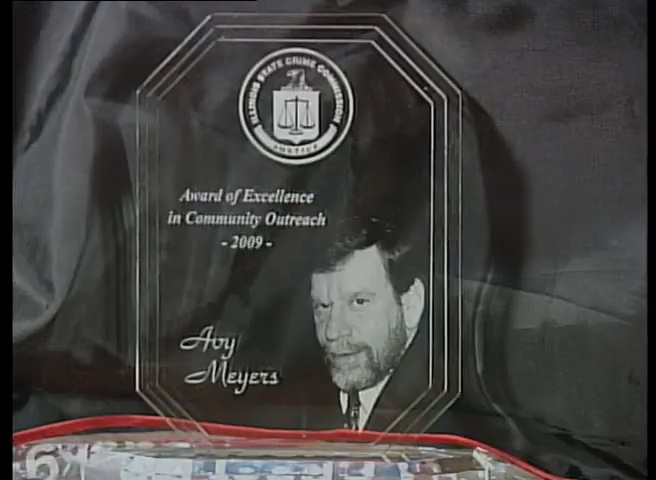 ILLINOIS STATE CRIME COMMISSION
JUSTICE
Award of Excellence
in Community Outreach
- 2009 -
Avy
Meyers